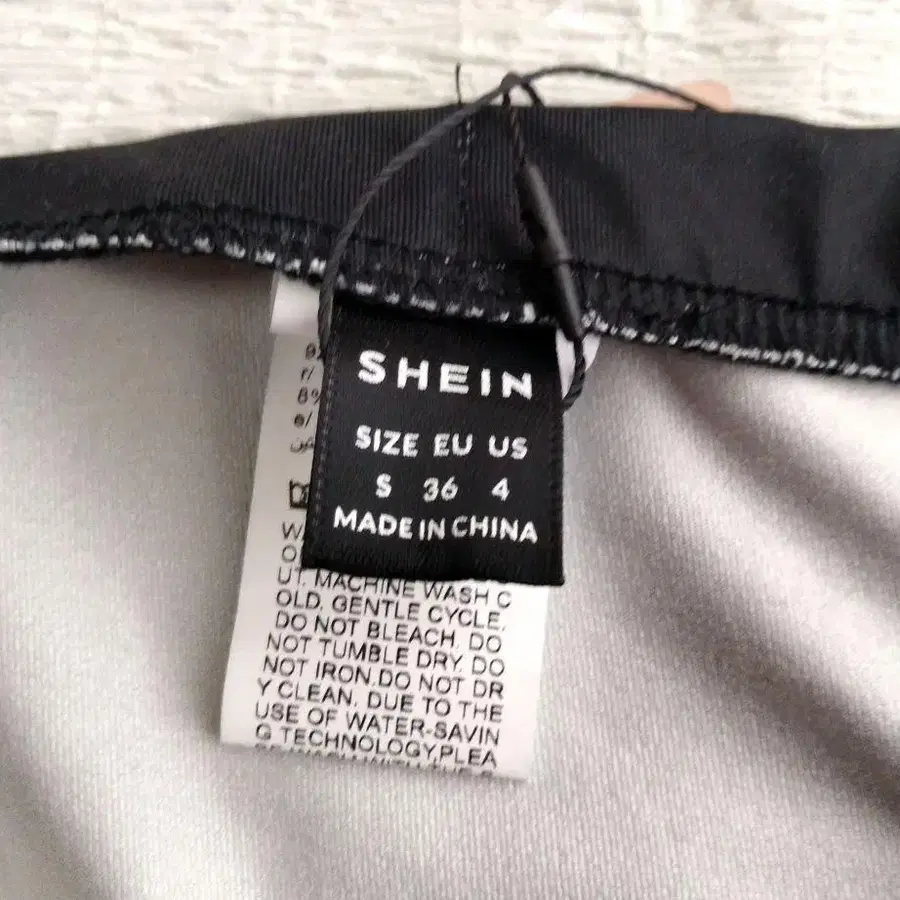 SHEIN
SIZE EU US
S 36 4
MADE IN CHINA
r/
e/
UT. MACHINE WASH C
OLD, GENTLE CYCLE,
DO NOT BLEACH, DO
NOT TUMBLE DRY, DO
NOT IRON.DO NOT DR
Y CLEAN, DUE TO THE
USE OF WATER-SAVIN
G TECHNOLOGY,PLEA